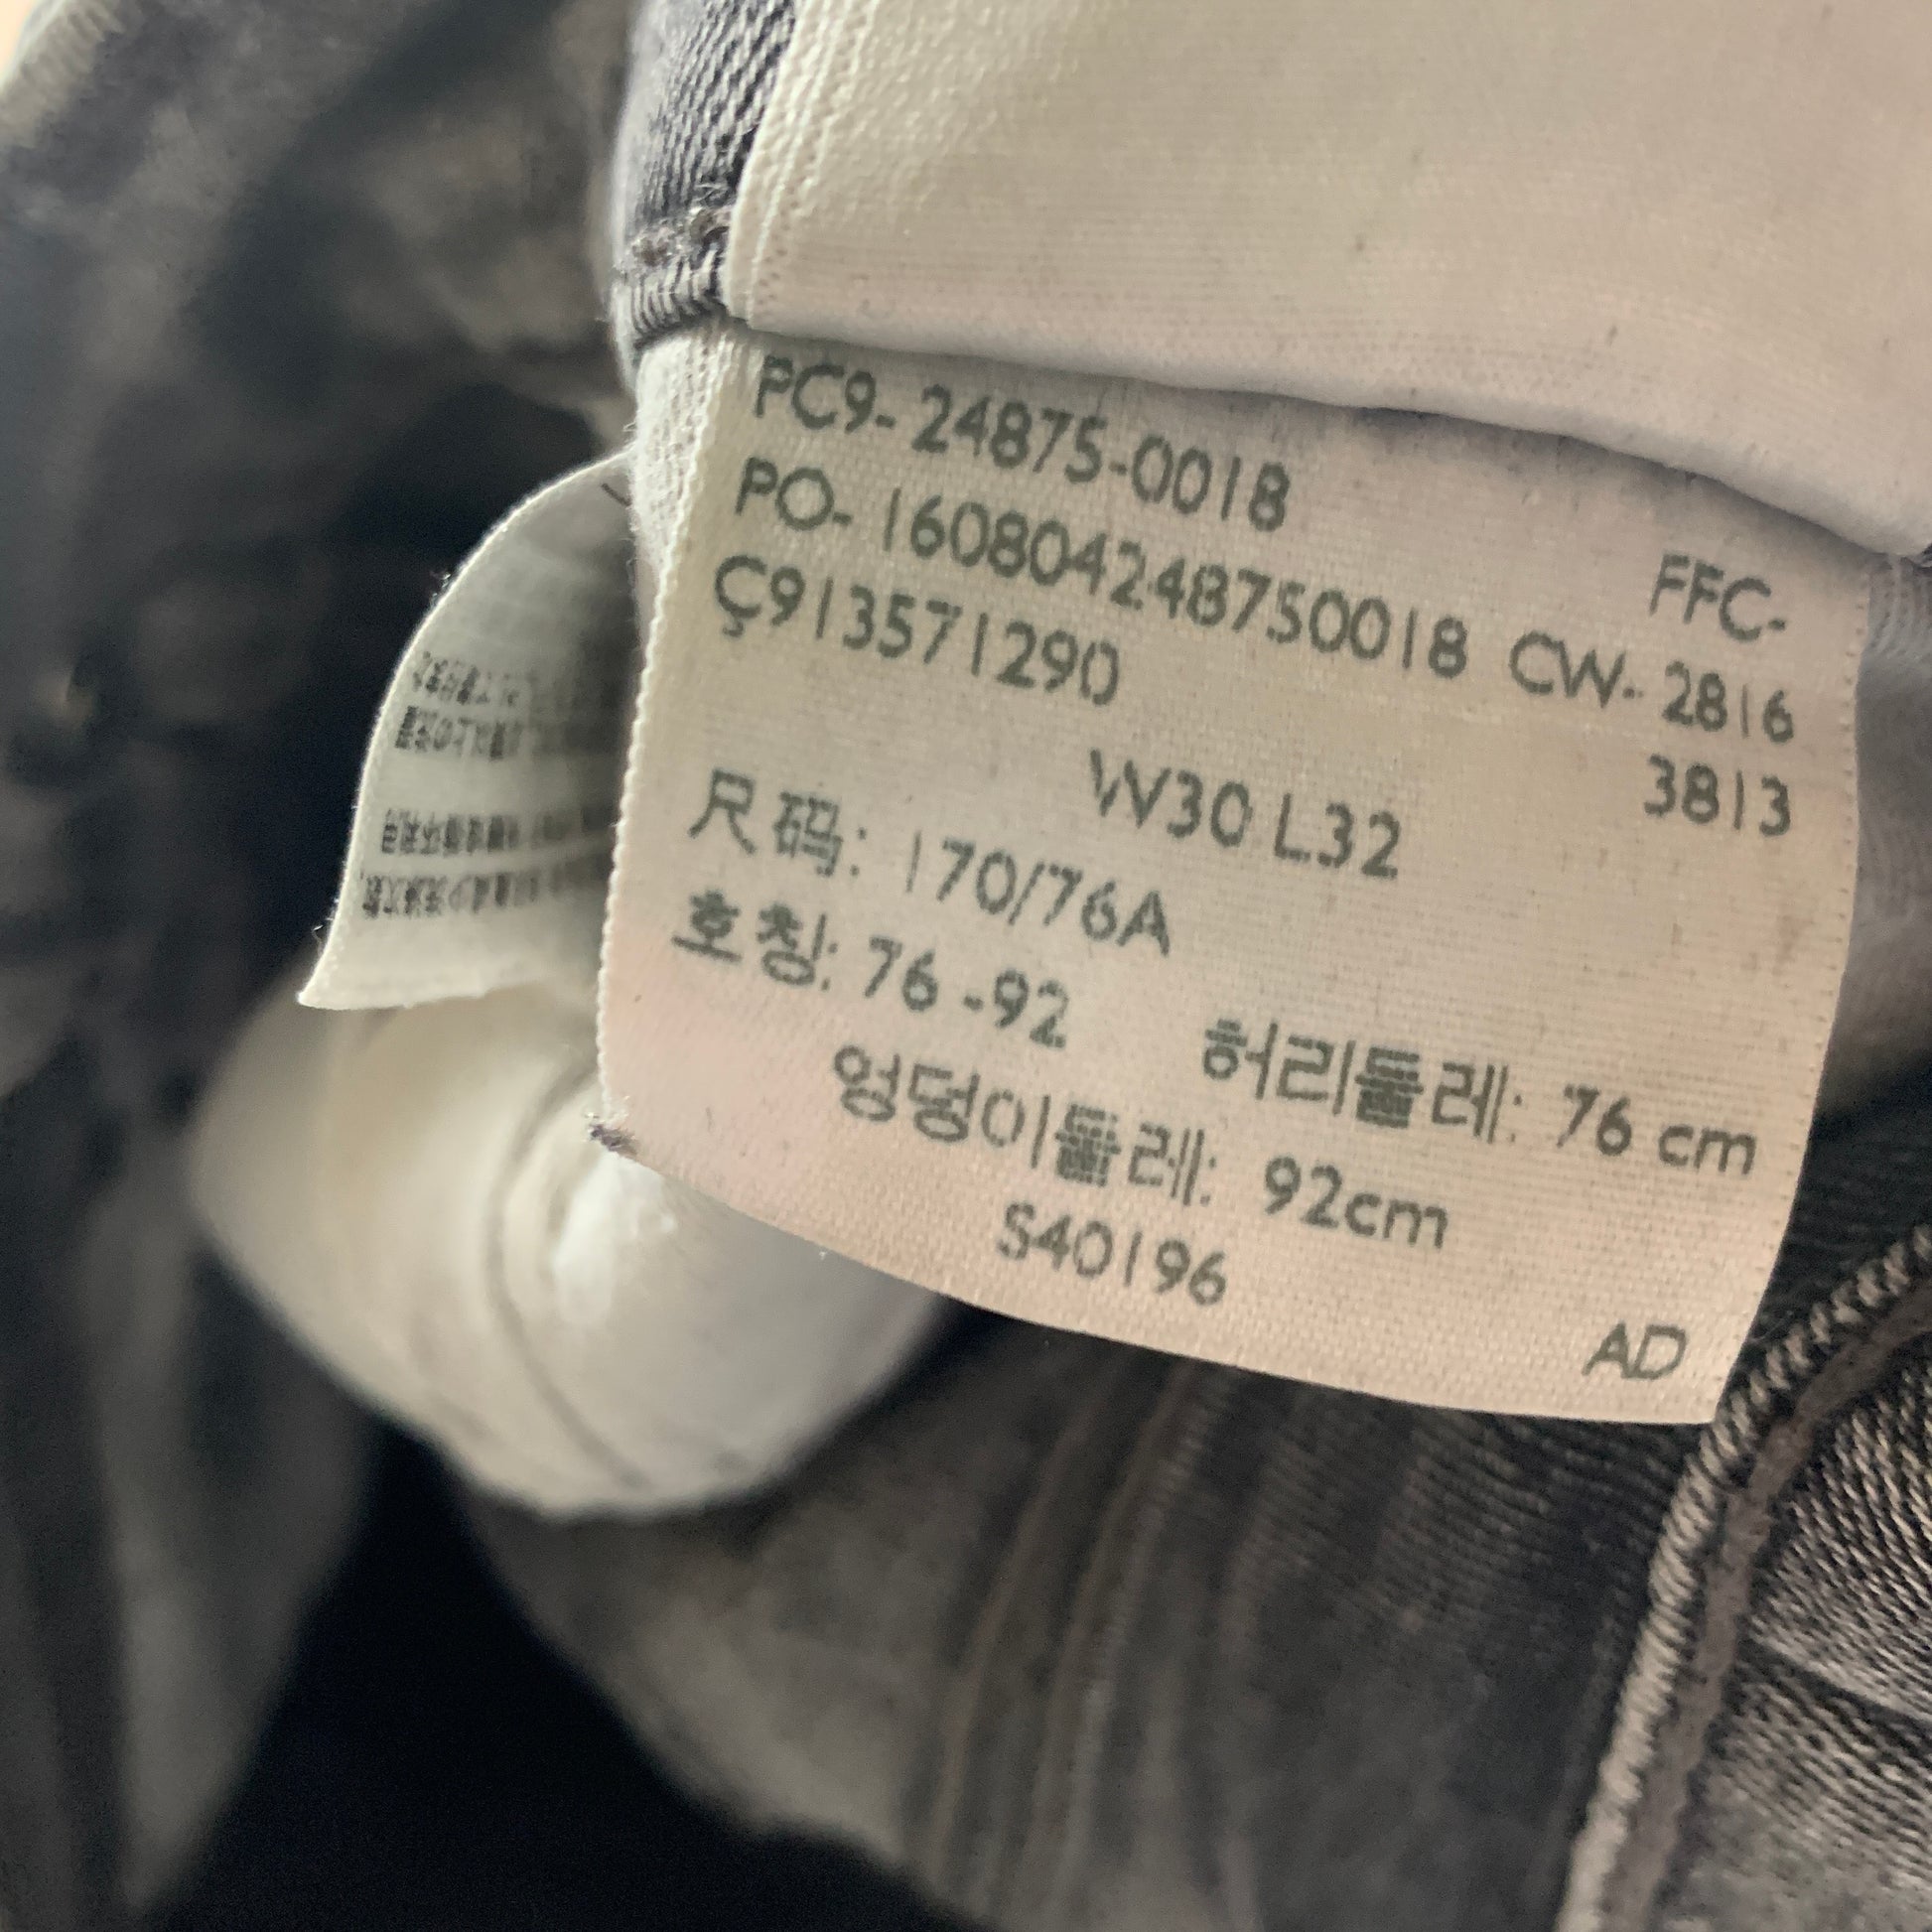 PC9- 24875-0018
FFC-
PO- 160804248750018 CW- 2816
Ç913571290
3813
W30 L32
尺码: 170/76A
호칭: 76 -92 허리둘레: 76 cm
엉덩이둘레: 92cm
S40196
AD